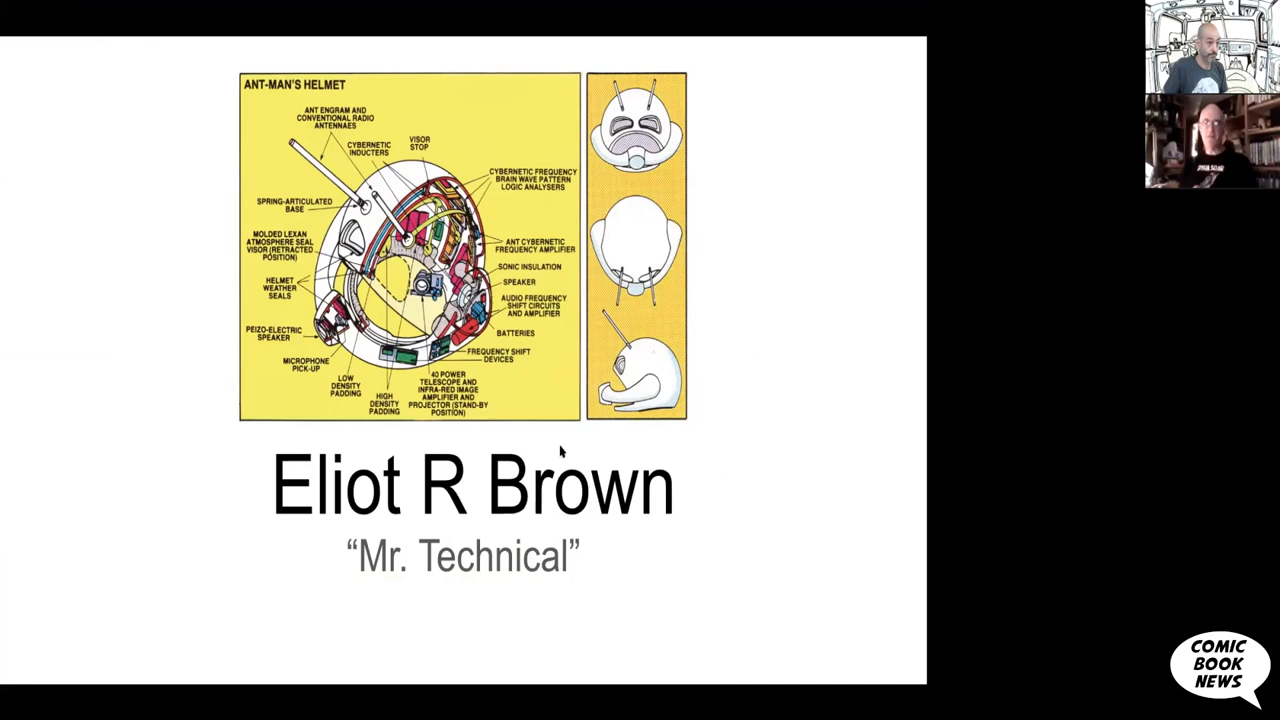 ANT-MAN'S HELMET
ANT ENGRAM AND
CONVENTIONAL RADIO
ANTENNAES
CYBERNETIC
INDUCTERS
VISOR
STOP
CYBERNETIC FREQUENCY
BRAIN WAVE PATTERN
LOGIC ANALYSERS
SPRING-ARTICULATED
BASE
MOLDED LEXAN
ATMOSPHERE SEAL
VISOR (RETRACTED
POSITION)
ANT CYBERNETIC
FREQUENCY AMPLIFIER
SONIC INSULATION
SPEAKER
HELMET
WEATHER
SEALS
AUDIO FREQUENCY
SHIFT CIRCUITS
AND AMPLIFIER
PEIZO-ELECTRIC
SPEAKER
BATTERIES
MICROPHONE
PICK-UP
FREQUENCY SHIFT
DEVICES
LOW
DENSITY
PADDING
HIGH
DENSITY
PADDING
40 POWER
TELESCOPE AND
INFRA-RED IMAGE
AMPLIFIER AND
PROJECTOR (STAND-BY
POSITION)
Eliot R Brown
“Mr. Technical”
COMIC
BOOK
NEWS